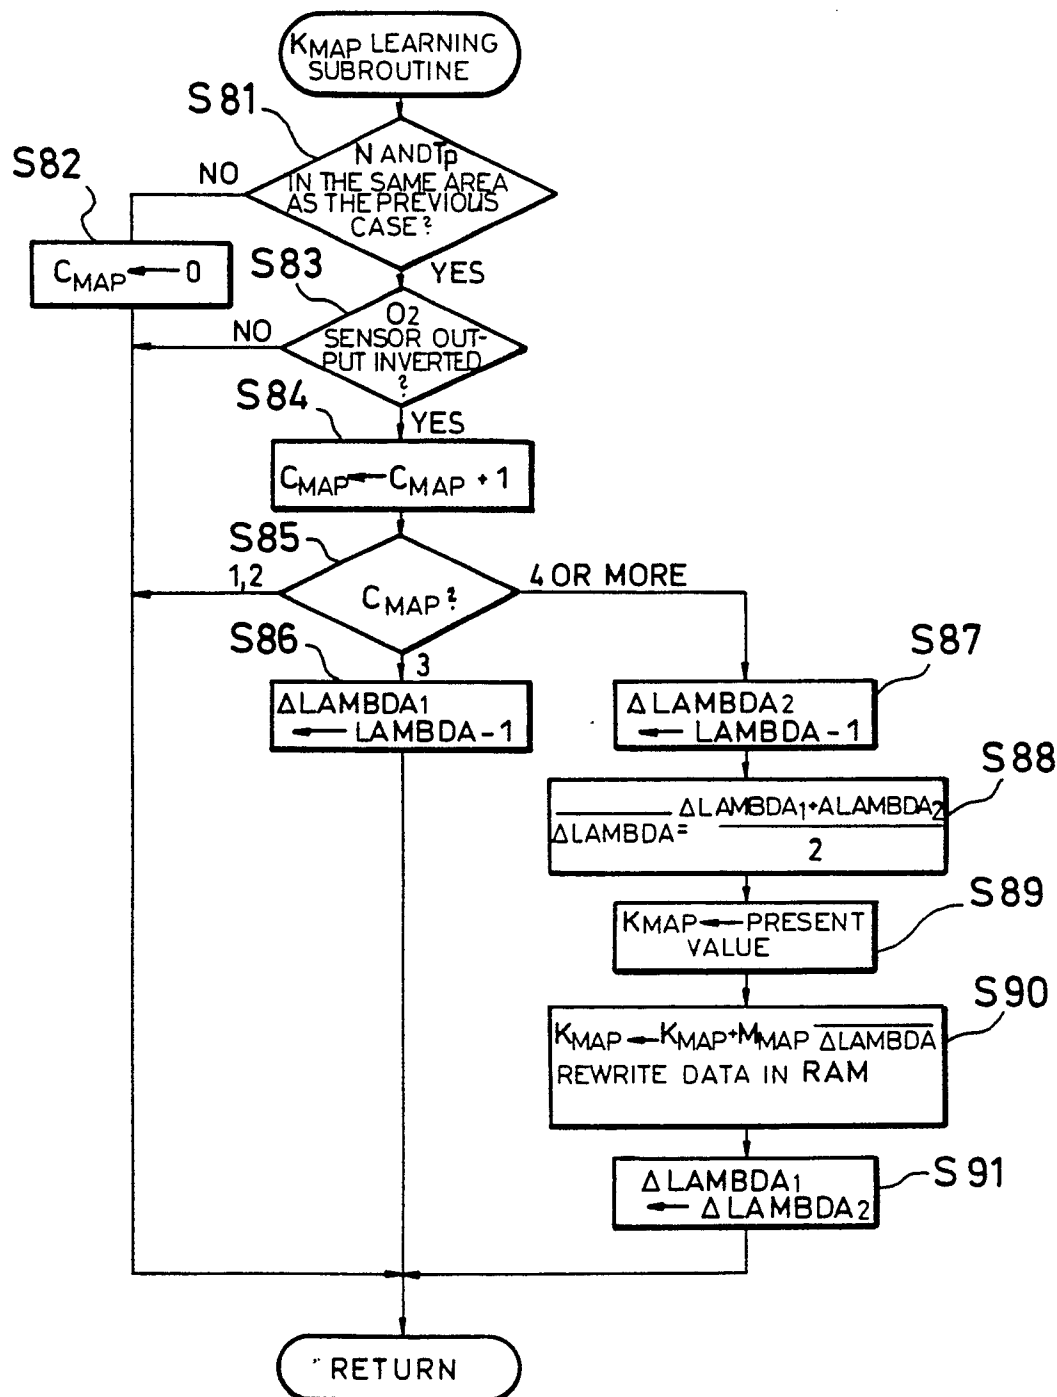 KMAP LEARNING
SUBROUTINE
S81
N AND Tp
IN THE SAME AREA
AS THE PREVIOUS
CASE?
NO
YES
S82
CMAP ← 0
S83
O2
SENSOR OUT-
PUT INVERTED
?
NO
YES
S84
CMAP ← CMAP + 1
S85
CMAP?
1,2
4 OR MORE
3
S86
ΔLAMBDA1
← LAMBDA-1
S87
ΔLAMBDA2
← LAMBDA-1
S88
ΔLAMBDA1+ALAMBDA2
ΔLAMBDA=
2
S89
KMAP ← PRESENT
VALUE
S90
KMAP ← KMAP+MMAP ΔLAMBDA
REWRITE DATA IN RAM
S91
ΔLAMBDA1
← ΔLAMBDA2
RETURN